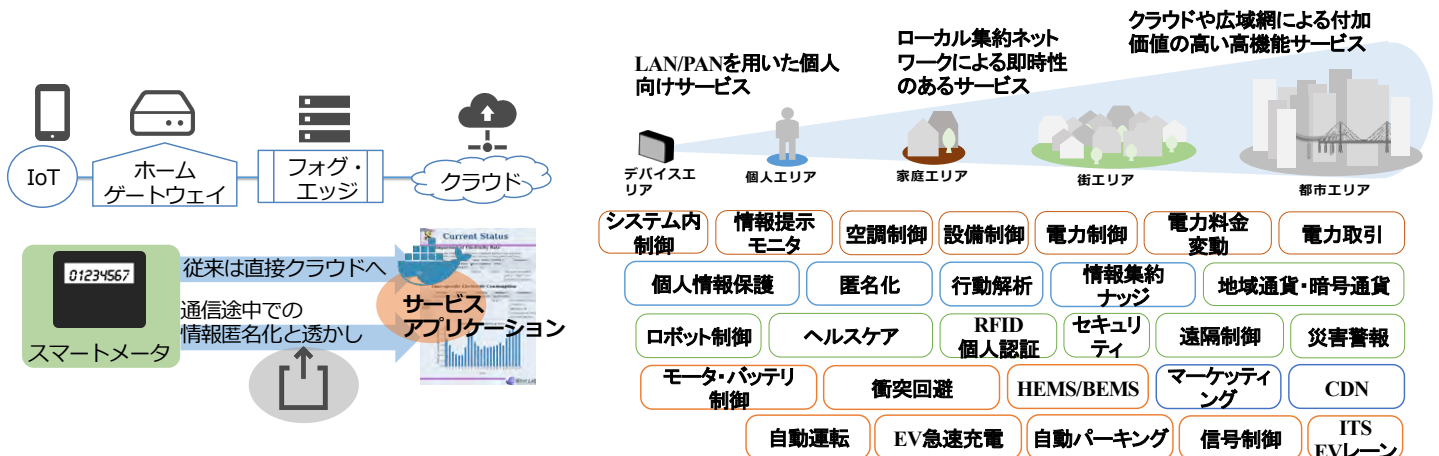 IoT
ホーム
ゲートウェイ
フォグ・
エッジ
クラウド
01234567
スマートメータ
従来は直接クラウドへ
通信途中での
情報匿名化と透かし
Current Status
サービス
アプリケーション
LAN/PANを用いた個人
向けサービス
ローカル集約ネット
ワークによる即時性
のあるサービス
クラウドや広域網による付加
価値の高い高機能サービス
デバイスエ
リア
個人エリア
家庭エリア
街エリア
都市エリア
システム内
制御
情報提示
モニタ
空調制御
設備制御
電力制御
電力料金
変動
電力取引
個人情報保護
匿名化
行動解析
情報集約
ナッジ
地域通貨・暗号通貨
ロボット制御
ヘルスケア
RFID
個人認証
セキュリ
ティ
遠隔制御
災害警報
モータ・バッテリ
制御
衝突回避
HEMS/BEMS
マーケッティ
ング
CDN
自動運転
EV急速充電
自動パーキング
信号制御
ITS
EVレーン